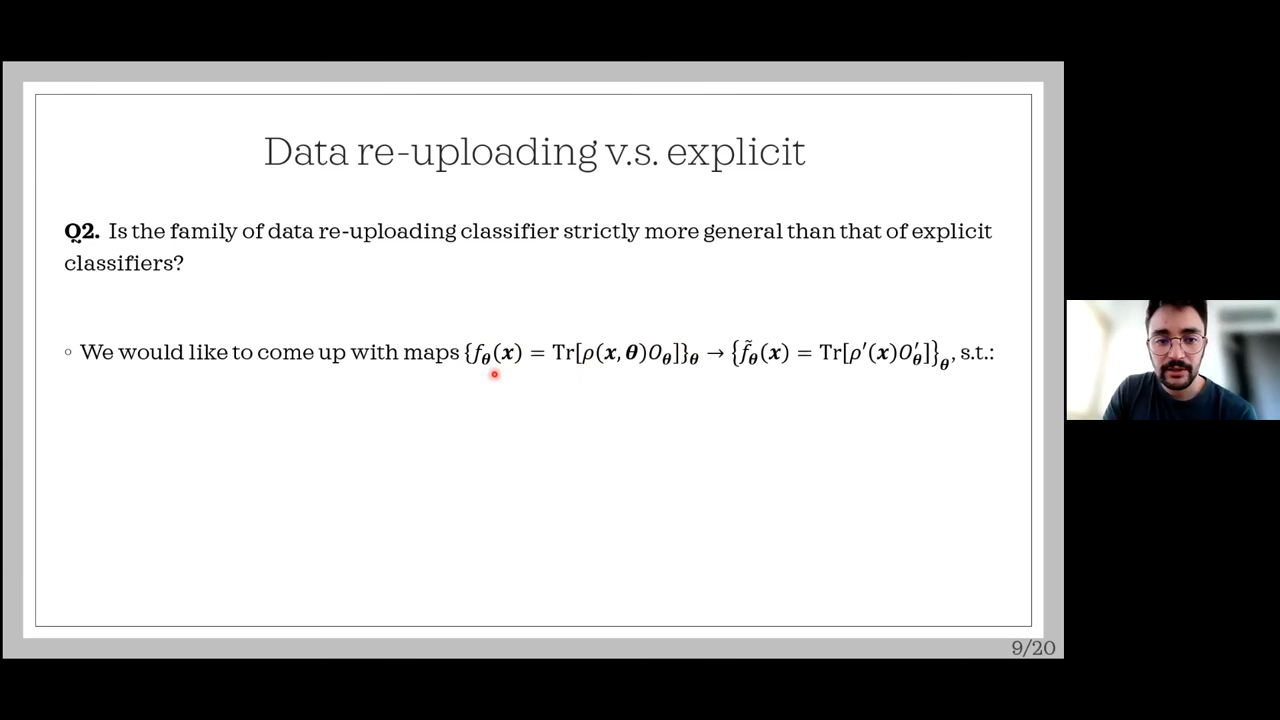 Data re-uploading v.s. explicit
Q2. Is the family of data re-uploading classifier strictly more general than that of explicit
classifiers?
◦ We would like to come up with maps {f_𝜽(𝒙) = Tr[ρ(𝒙, 𝜽)O_𝜽]}_𝜽 → {f̃_𝜽(𝒙) = Tr[ρ′(𝒙)O′_𝜽]}_𝜽, s.t.:
9/20